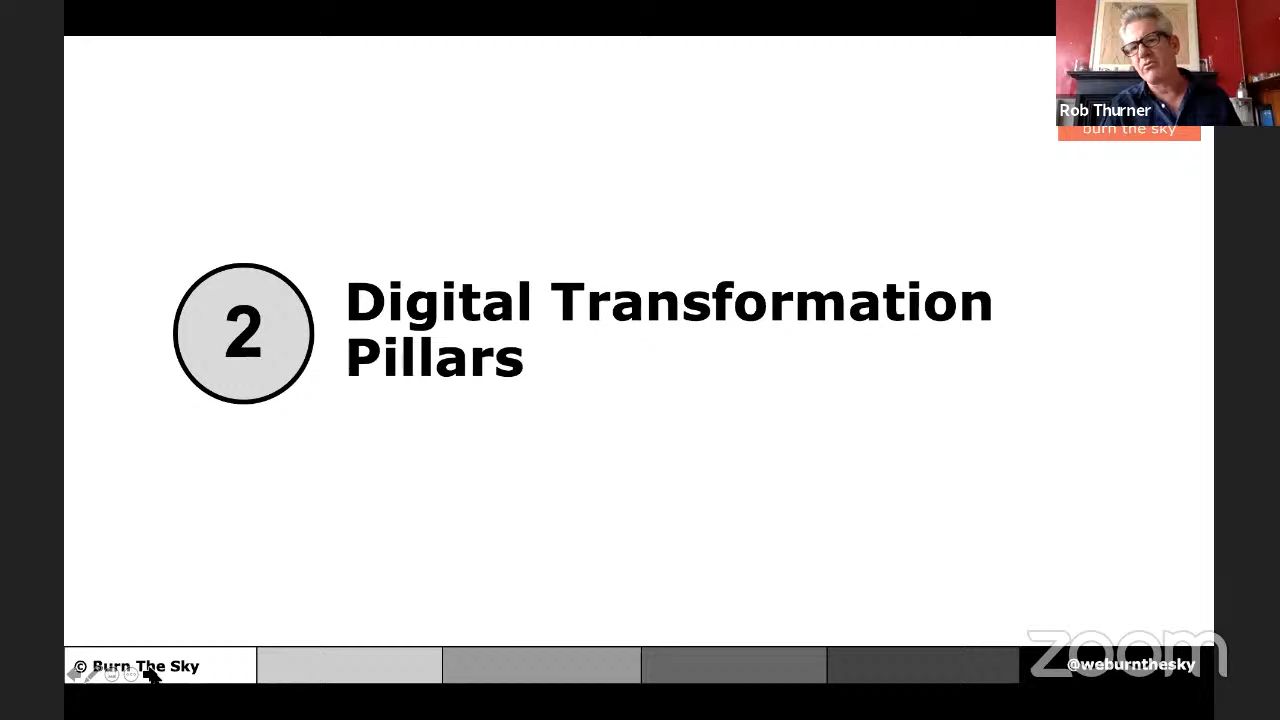 Rob Thurner
burn the sky
2
Digital Transformation
Pillars
zoom
© Burn The Sky
@weburnthesky